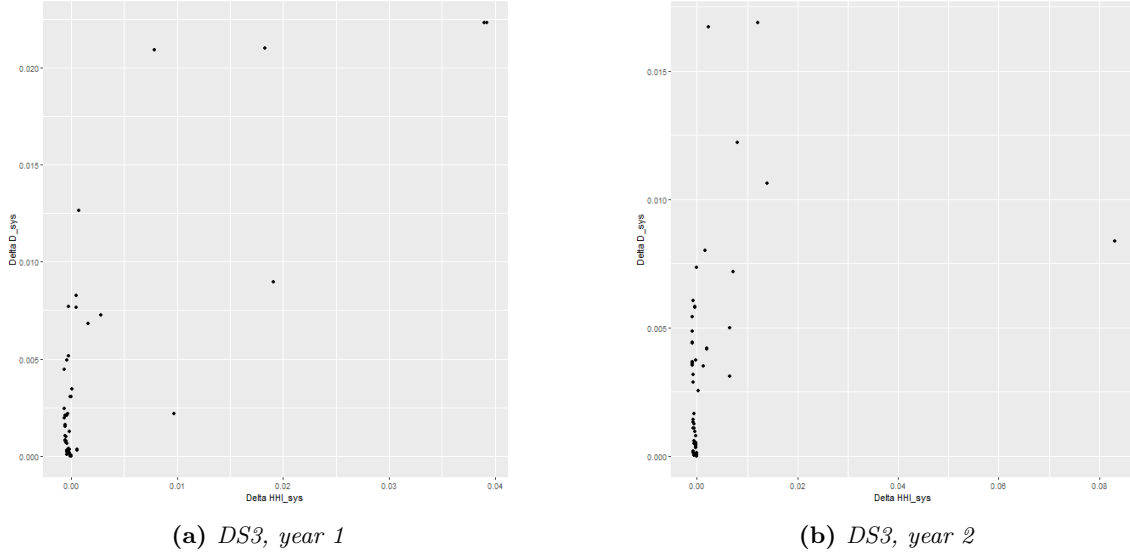 0.020
0.015
0.010
0.005
0.000
Delta D_sys
0.00 0.01 0.02 0.03 0.04
Delta HHI_sys
(a) DS3, year 1
0.015
0.010
0.005
0.000
Delta D_sys
0.00 0.02 0.04 0.06 0.08
Delta HHI_sys
(b) DS3, year 2